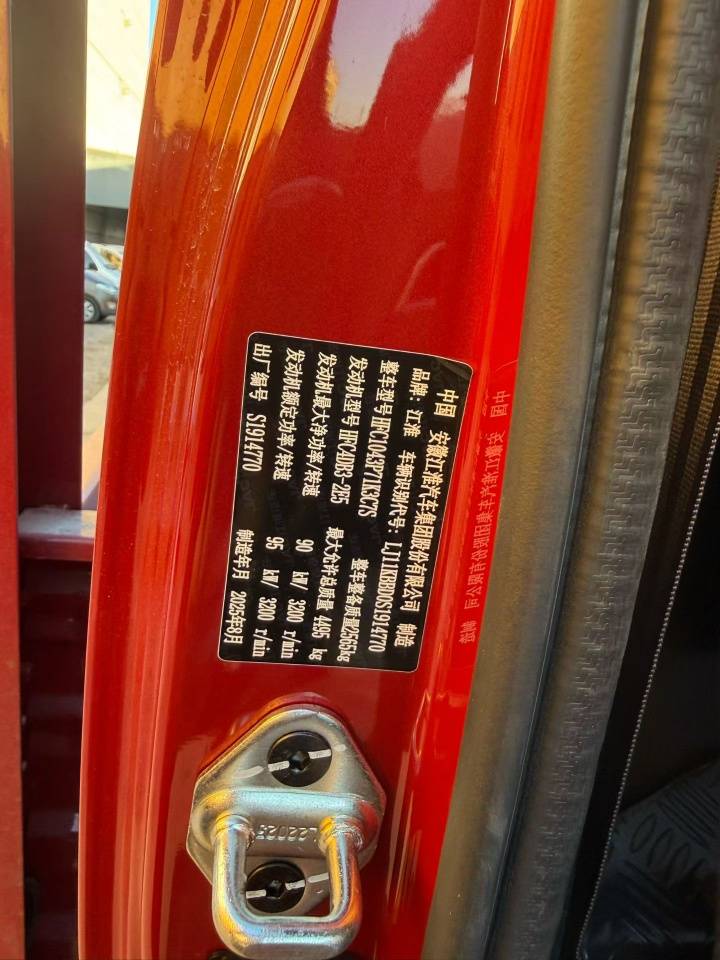 中国 安徽江淮汽车集团股份有限公司 制造
品牌：江淮 车辆识别代号：LJ11KBBD0S1914770
整车型号 HFC1043P71K3C7S 整车整备质量2565kg
发动机型号 HFC4DB3-2E5 最大允许总质量 4495 kg
发动机最大净功率/转速 90 kW/ 3200 r/min
发动机额定功率/转速 95 kW/ 3200 r/min
出厂编号 S1914770 制造年月 2025年8月